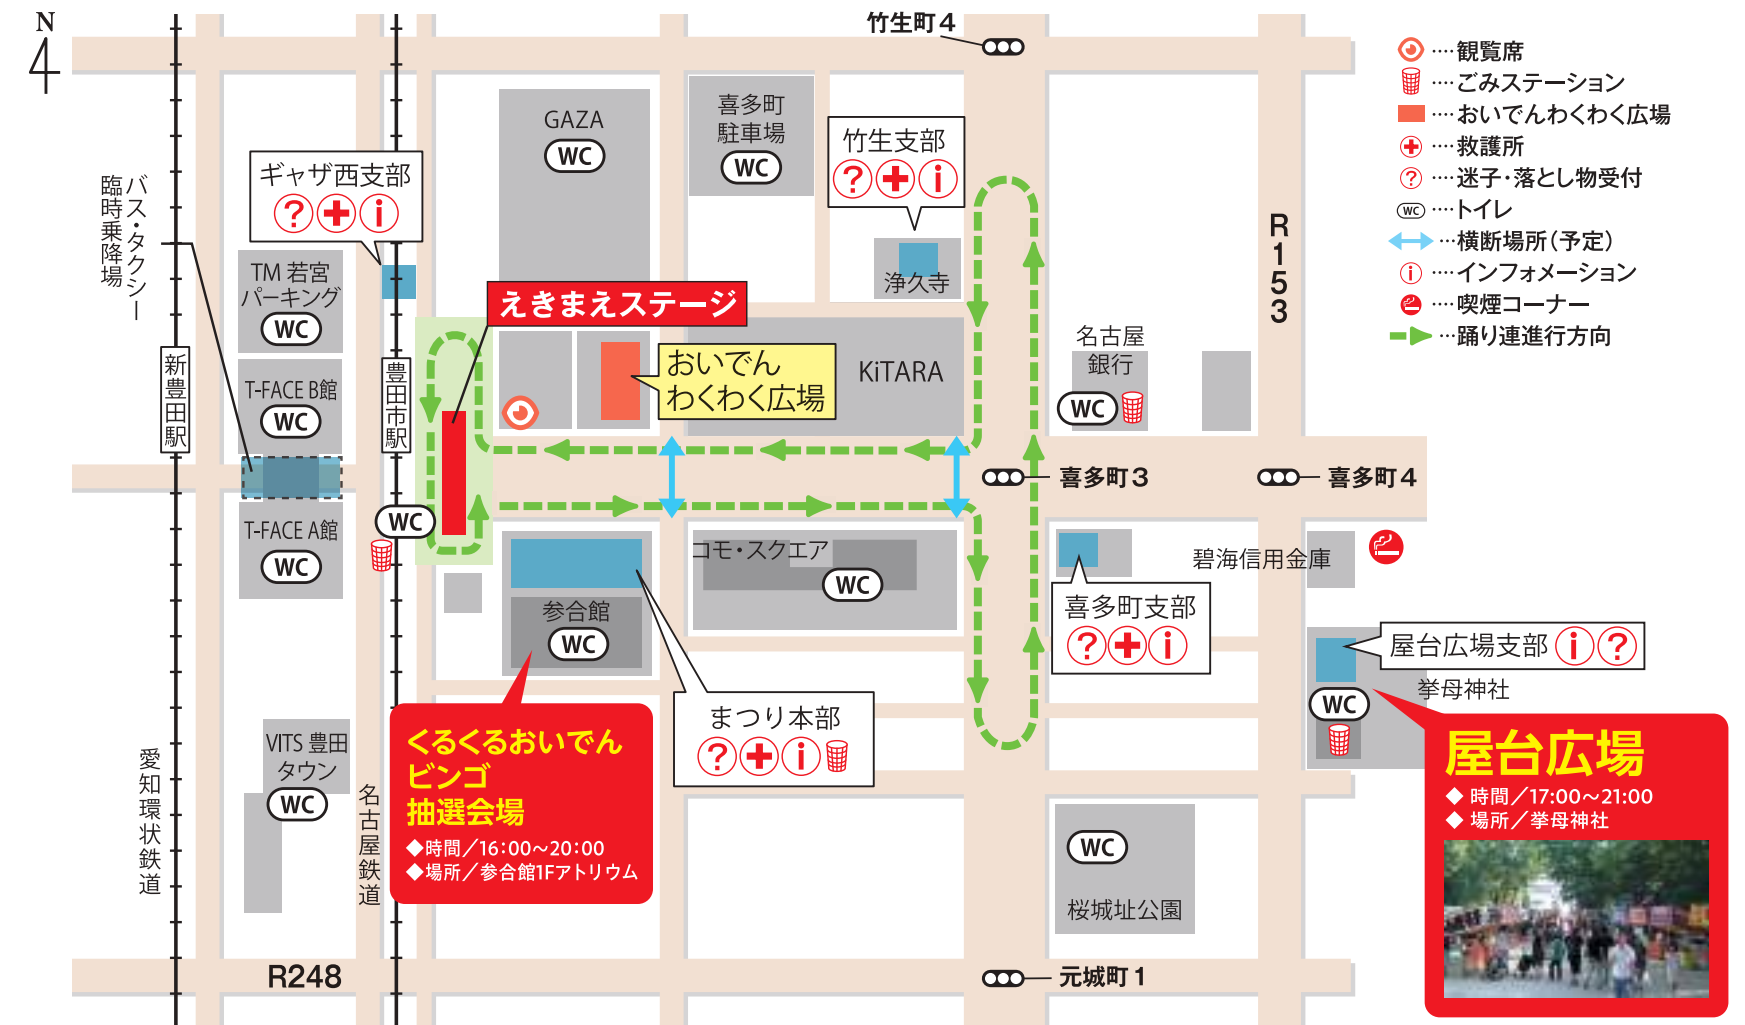 N
竹生町4
観覧席
ごみステーション
おいでんわくわく広場
救護所
迷子・落とし物受付
WC
トイレ
横断場所(予定)
インフォメーション
喫煙コーナー
踊り連進行方向
GAZA
WC
喜多町
駐車場
WC
竹生支部
浄久寺
ギャザ西支部
バス・タクシー
臨時乗降場
TM 若宮
パーキング
WC
えきまえステージ
おいでん
わくわく広場
KiTARA
名古屋
銀行
WC
R153
新豊田駅
T-FACE B館
WC
豊田市駅
喜多町3
喜多町4
WC
T-FACE A館
WC
コモ・スクエア
WC
参合館
WC
碧海信用金庫
喜多町支部
屋台広場支部
挙母神社
WC
まつり本部
くるくるおいでん
ビンゴ
抽選会場
◆時間/16:00~20:00
◆場所/参合館1Fアトリウム
屋台広場
◆ 時間/17:00~21:00
◆ 場所/挙母神社
VITS 豊田
タウン
WC
愛知環状鉄道
名古屋鉄道
WC
桜城址公園
R248
元城町1